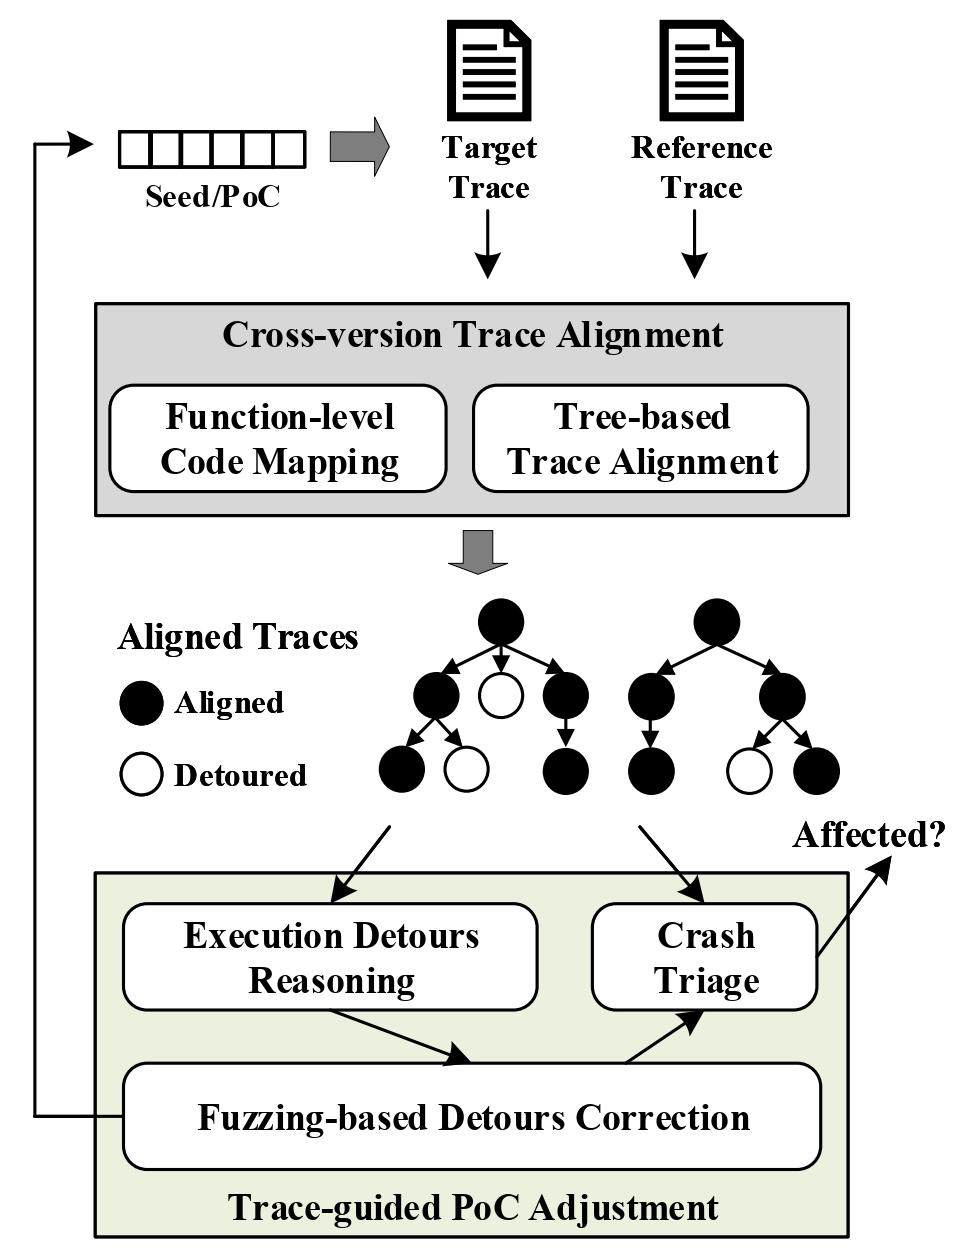 Target
Trace
Reference
Trace
Seed/PoC
Cross-version Trace Alignment
Function-level
Code Mapping
Tree-based
Trace Alignment
Aligned Traces
Aligned
Detoured
Affected?
Execution Detours
Reasoning
Crash
Triage
Fuzzing-based Detours Correction
Trace-guided PoC Adjustment